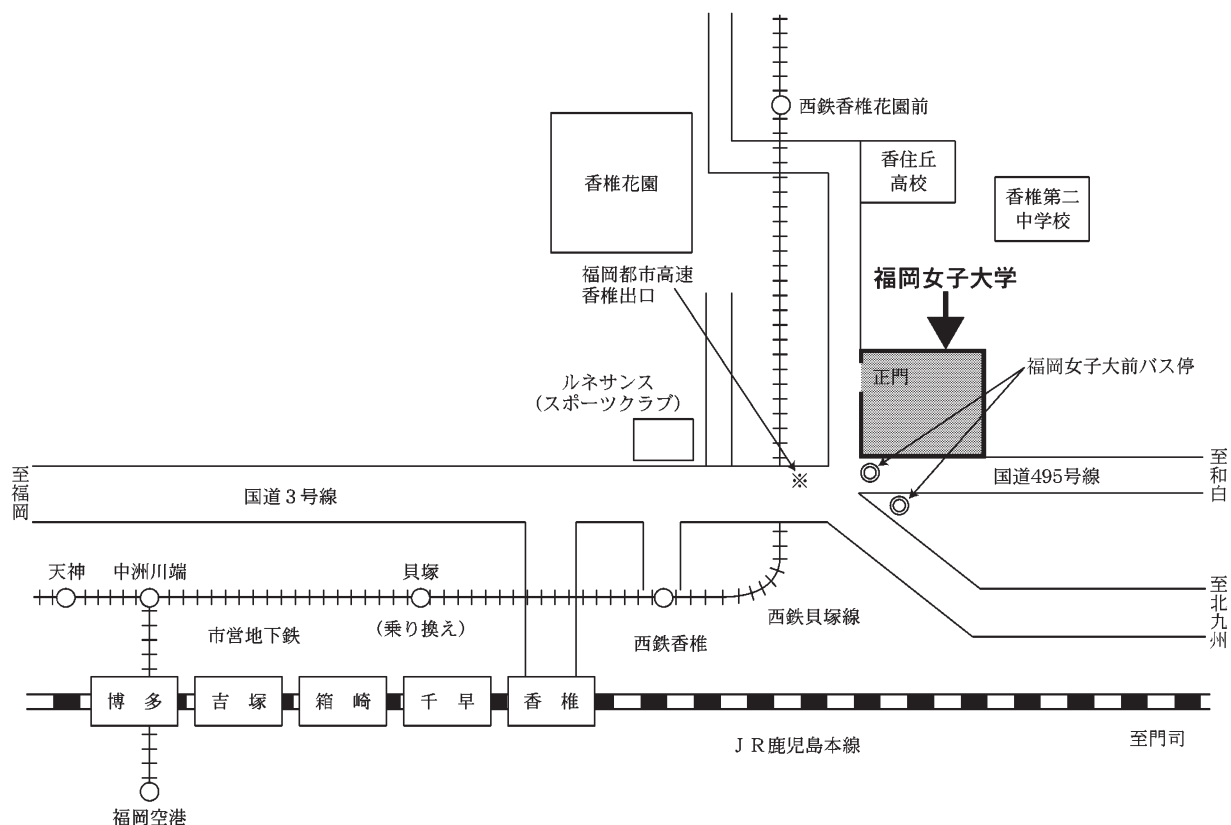 西鉄香椎花園前
香椎花園
香住丘
高校
香椎第二
中学校
福岡都市高速
香椎出口
福岡女子大学
正門
福岡女子大前バス停
ルネサンス
（スポーツクラブ）
至福岡
国道３号線
※
国道495号線
至和白
天神
中洲川端
貝塚
（乗り換え）
市営地下鉄
西鉄香椎
西鉄貝塚線
至北九州
博多
吉塚
箱崎
千早
香椎
ＪＲ鹿児島本線
至門司
福岡空港